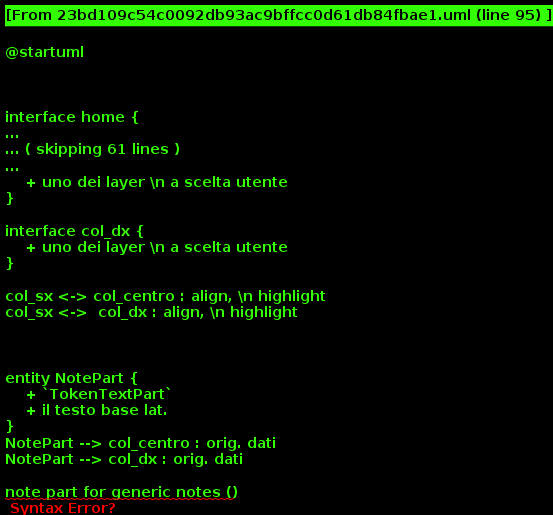 [From 23bd109c54c0092db93ac9bffcc0d61db84fbae1.uml (line 95) ]
@startuml
interface home {
...
... ( skipping 61 lines )
...
+ uno dei layer \n a scelta utente
}
interface col_dx {
+ uno dei layer \n a scelta utente
}
col_sx <-> col_centro : align, \n highlight
col_sx <->  col_dx : align, \n highlight
entity NotePart {
+ `TokenTextPart`
+ il testo base lat.
}
NotePart --> col_centro : orig. dati
NotePart --> col_dx : orig. dati
note part for generic notes ()
Syntax Error?